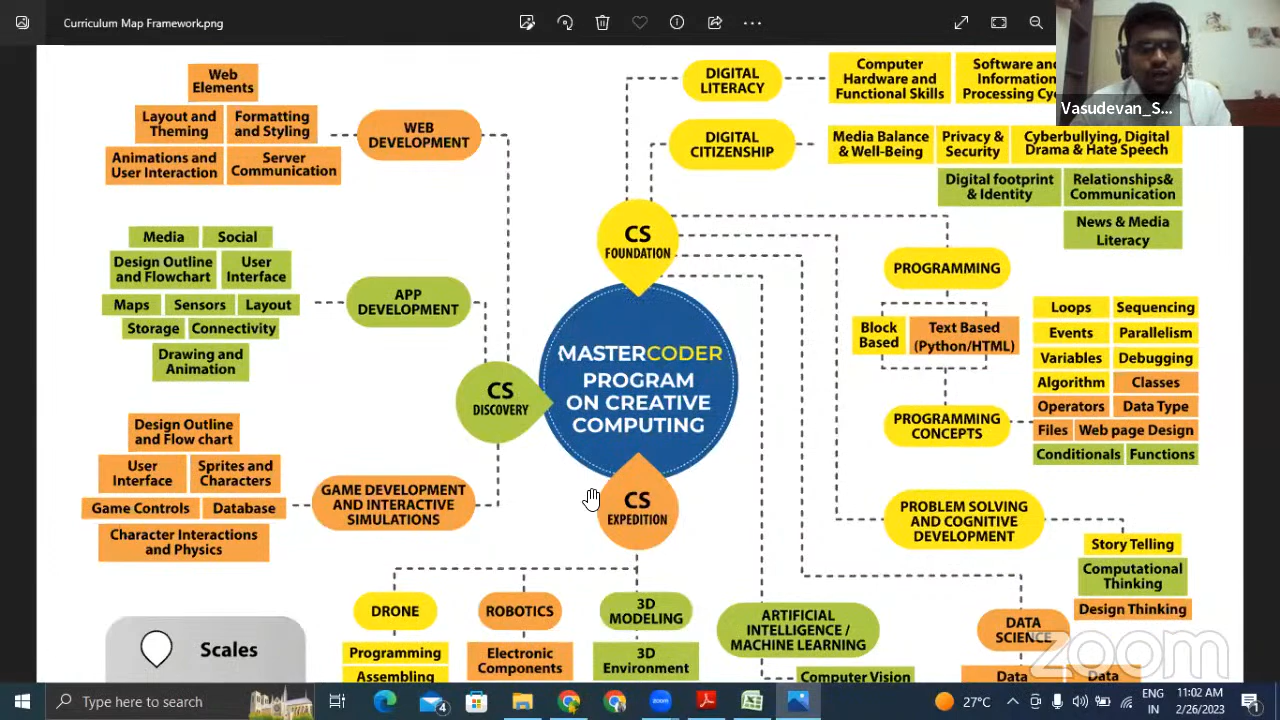 Curriculum Map Framework.png
Web
Elements
Layout and
Theming
Formatting
and Styling
Animations and
User Interaction
Server
Communication
WEB
DEVELOPMENT
Media
Social
Design Outline
and Flowchart
User
Interface
Maps
Sensors
Layout
Storage
Connectivity
Drawing and
Animation
APP
DEVELOPMENT
Design Outline
and Flow chart
User
Interface
Sprites and
Characters
Game Controls
Database
Character Interactions
and Physics
GAME DEVELOPMENT
AND INTERACTIVE
SIMULATIONS
CS
DISCOVERY
CS
FOUNDATION
MASTERCODER
PROGRAM
ON CREATIVE
COMPUTING
CS
EXPEDITION
DIGITAL
LITERACY
Computer
Hardware and
Functional Skills
Software and
Information
Processing
Vasudevan_S...
DIGITAL
CITIZENSHIP
Media Balance
& Well-Being
Privacy &
Security
Cyberbullying, Digital
Drama & Hate Speech
Digital footprint
& Identity
Relationships&
Communication
News & Media
Literacy
PROGRAMMING
Block
Based
Text Based
(Python/HTML)
PROGRAMMING
CONCEPTS
Loops
Sequencing
Events
Parallelism
Variables
Debugging
Algorithm
Classes
Operators
Data Type
Files
Web page Design
Conditionals
Functions
PROBLEM SOLVING
AND COGNITIVE
DEVELOPMENT
Story Telling
Computational
Thinking
Design Thinking
DRONE
Programming
Assembling
ROBOTICS
Electronic
Components
3D
MODELING
3D
Environment
ARTIFICIAL
INTELLIGENCE /
MACHINE LEARNING
Computer Vision
DATA
SCIENCE
Data
Data
Scales
zoom
Type here to search
4
zoom
27°C
ENG
IN
11:02 AM
2/26/2023
1